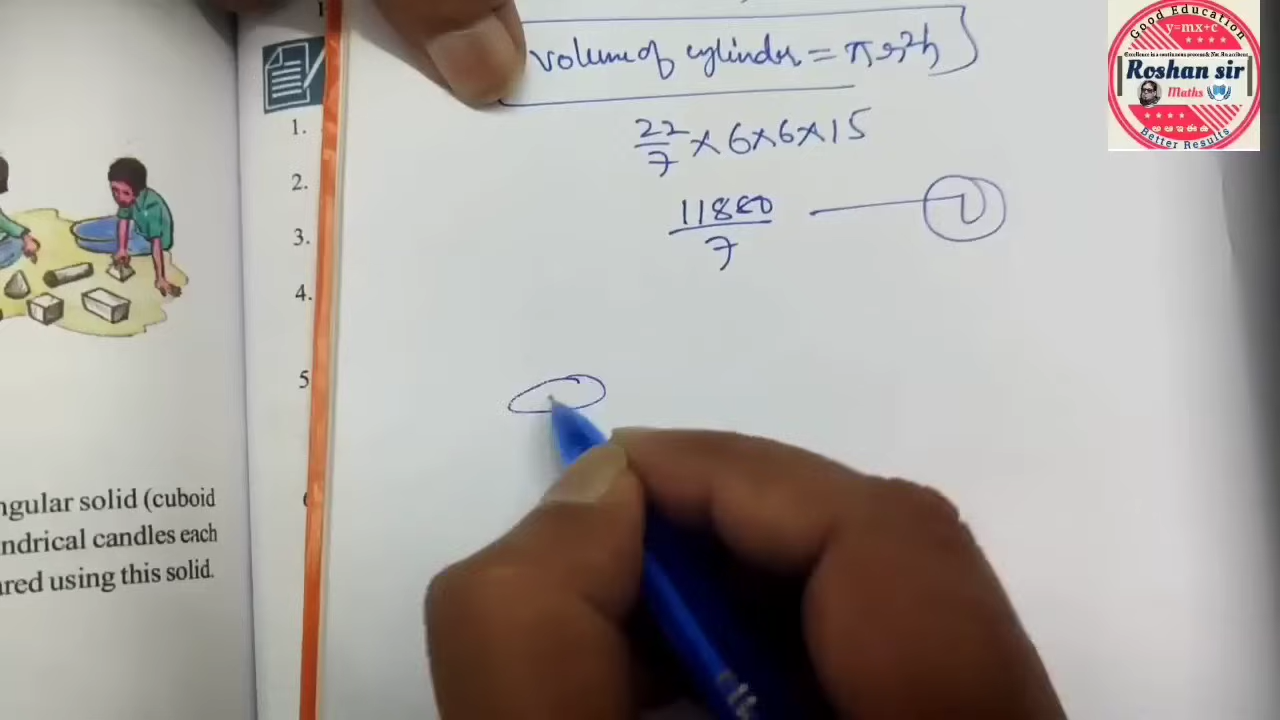 volume of cylinder = πr²h
22/7 × 6×6×15
11880/7 — 1
1.
2.
3.
4.
5
ngular solid (cuboid
ndrical candles each
ared using this solid.
Good Education
y=mx+c
Roshan sir
Maths
Better Results